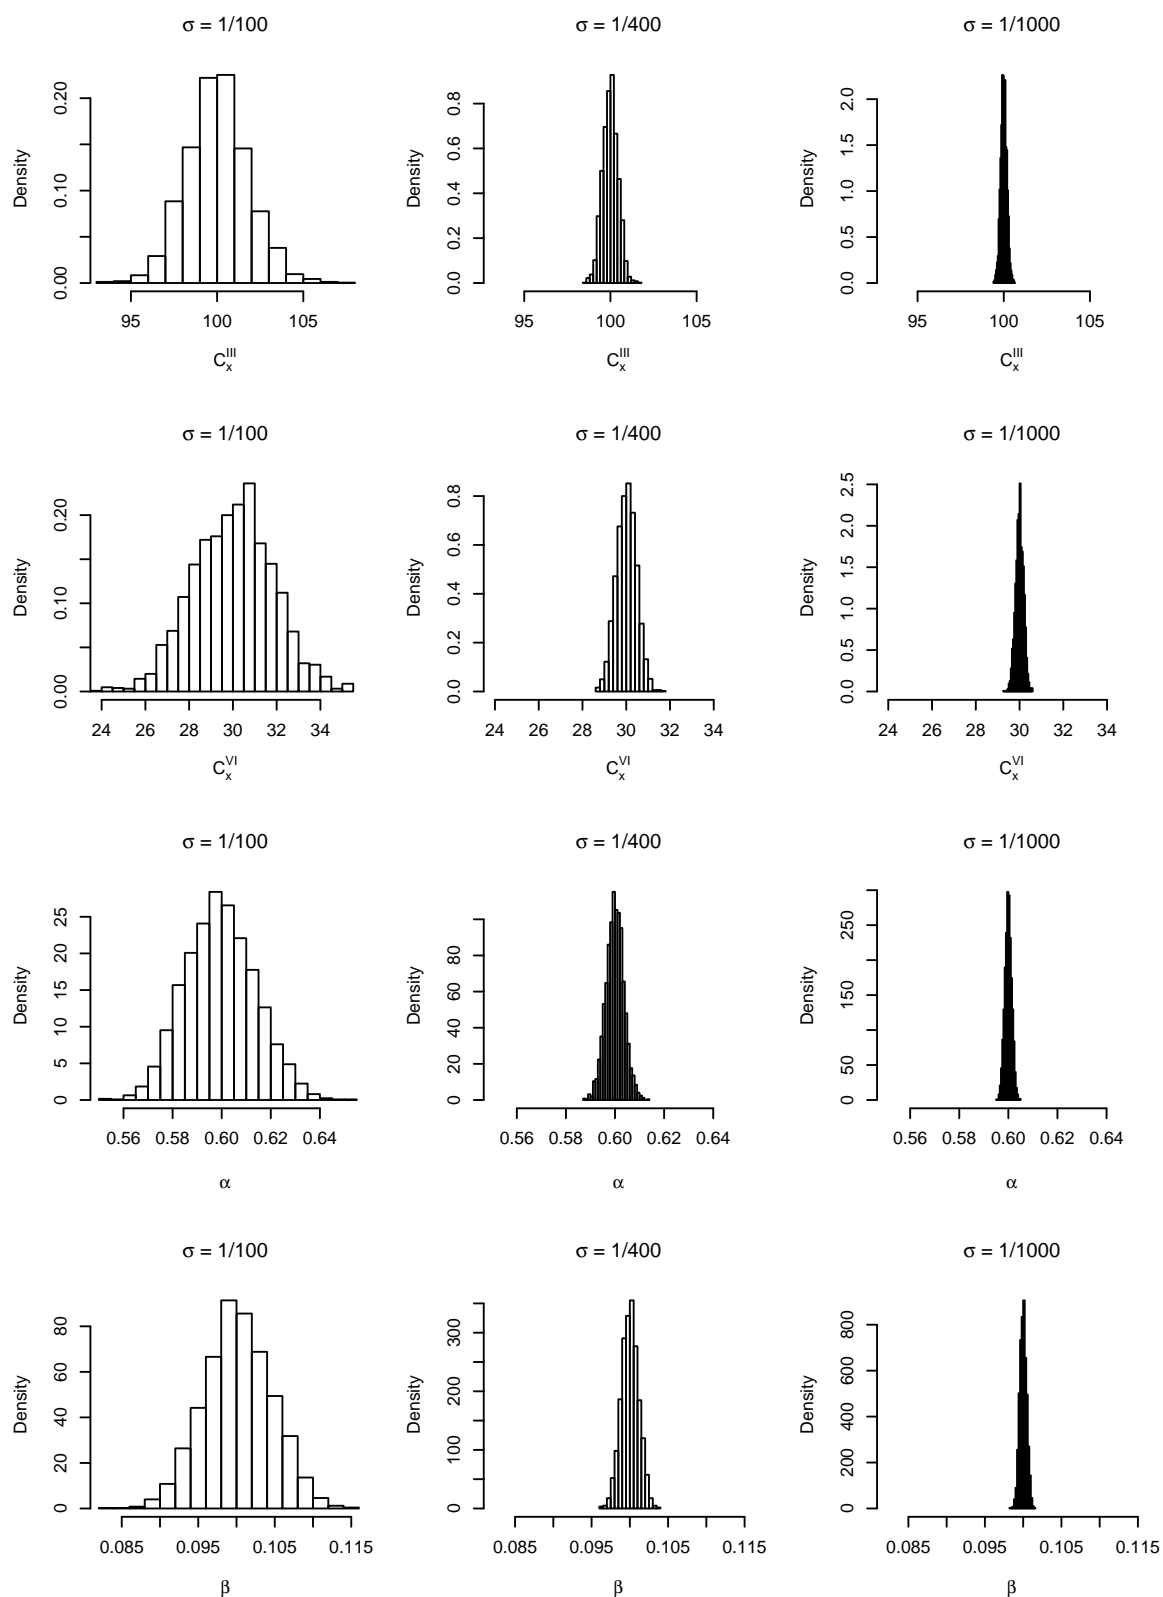 σ = 1/100
Density
0.00
0.10
0.20
95 100 105
C_x^III
σ = 1/400
Density
0.0
0.2
0.4
0.6
0.8
95 100 105
C_x^III
σ = 1/1000
Density
0.0
0.5
1.0
1.5
2.0
95 100 105
C_x^III
σ = 1/100
Density
0.00
0.10
0.20
24 26 28 30 32 34
C_x^VI
σ = 1/400
Density
0.0
0.2
0.4
0.6
0.8
24 26 28 30 32 34
C_x^VI
σ = 1/1000
Density
0.0
0.5
1.0
1.5
2.0
2.5
24 26 28 30 32 34
C_x^VI
σ = 1/100
Density
0
5
10
15
20
25
0.56 0.58 0.60 0.62 0.64
α
σ = 1/400
Density
0
20
40
60
80
0.56 0.58 0.60 0.62 0.64
α
σ = 1/1000
Density
0
50
150
250
0.56 0.58 0.60 0.62 0.64
α
σ = 1/100
Density
0
20
40
60
80
0.085 0.095 0.105 0.115
β
σ = 1/400
Density
0
100
200
300
0.085 0.095 0.105 0.115
β
σ = 1/1000
Density
0
200
400
600
800
0.085 0.095 0.105 0.115
β